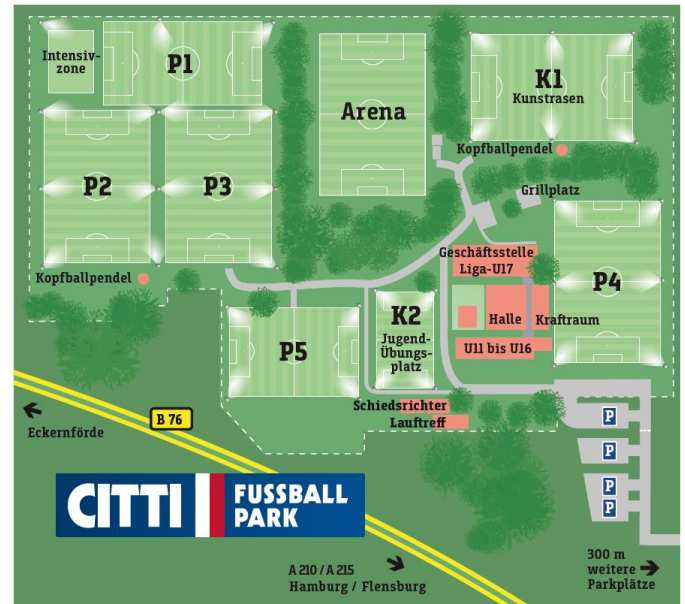 Intensiv-
zone
P1
Arena
K1
Kunstrasen
Kopfballpendel
P2
P3
Grillplatz
Geschäftsstelle
Liga-U17
P4
Kopfballpendel
K2
Jugend-
Übungs-
platz
Halle
Kraftraum
U11 bis U16
P5
Schiedsrichter
Lauftreff
B 76
Eckernförde
P
P
P
P
CITTI
FUSSBALL
PARK
A 210 / A 215
Hamburg / Flensburg
300 m
weitere
Parkplätze